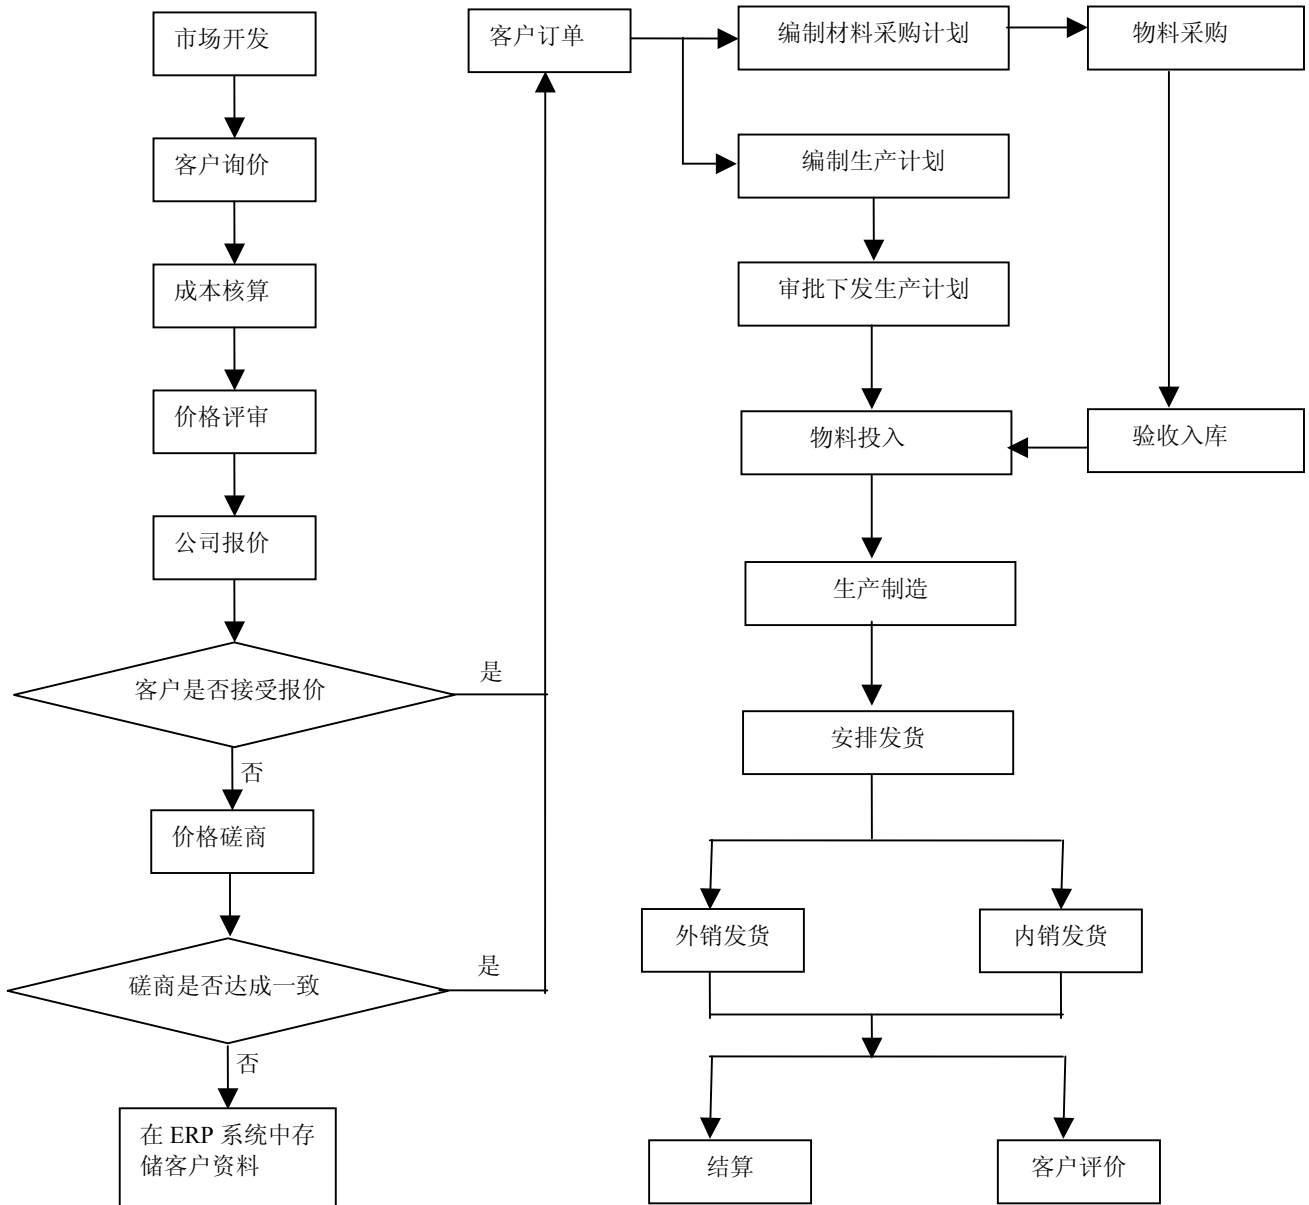 市场开发
客户询价
成本核算
价格评审
公司报价
客户是否接受报价
是
否
价格磋商
磋商是否达成一致
是
否
在 ERP 系统中存
储客户资料
客户订单
编制材料采购计划
物料采购
编制生产计划
审批下发生产计划
物料投入
验收入库
生产制造
安排发货
外销发货
内销发货
结算
客户评价